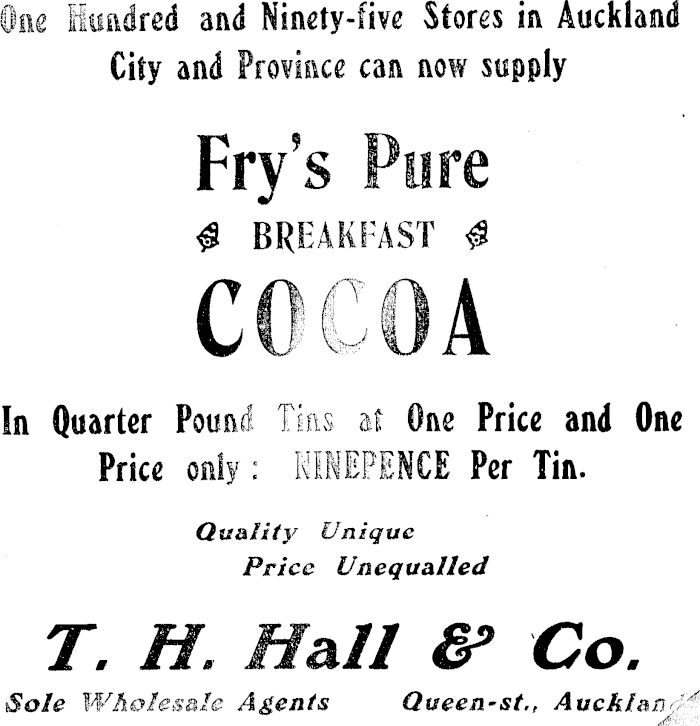 One Hundred and Ninety-five Stores in Auckland
City and Province can now supply
Fry's Pure
BREAKFAST
COCOA
In Quarter Pound Tins at One Price and One
Price only: NINEPENCE Per Tin.
Quality Unique
Price Unequalled
T. H. Hall & Co.
Sole Wholesale Agents Queen-st., Auckland